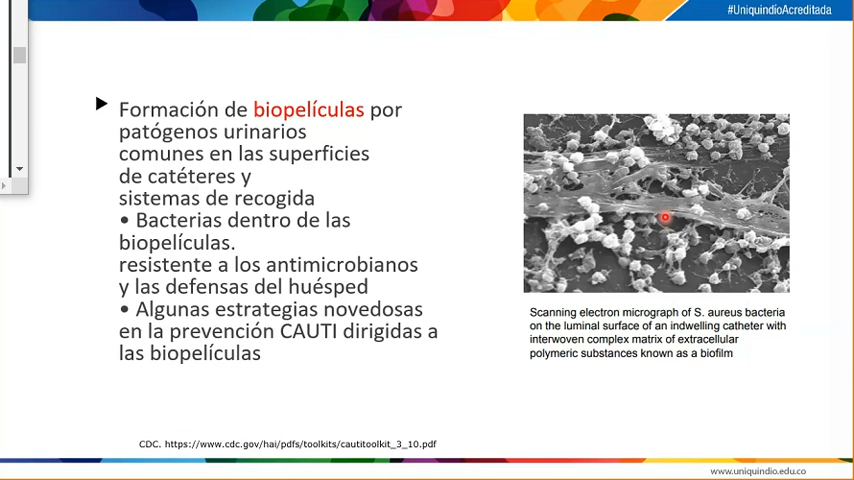 #UniquindíoAcreditada
Formación de biopelículas por
patógenos urinarios
comunes en las superficies
de catéteres y
sistemas de recogida
• Bacterias dentro de las
biopelículas.
resistente a los antimicrobianos
y las defensas del huésped
• Algunas estrategias novedosas
en la prevención CAUTI dirigidas a
las biopelículas
Scanning electron micrograph of S. aureus bacteria
on the luminal surface of an indwelling catheter with
interwoven complex matrix of extracellular
polymeric substances known as a biofilm
CDC. https://www.cdc.gov/hai/pdfs/toolkits/cautitoolkit_3_10.pdf
www.uniquindio.edu.co